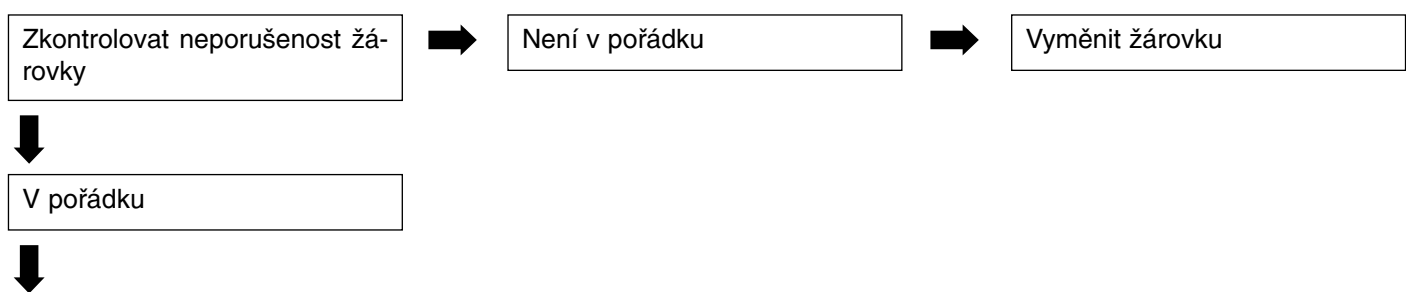 Zkontrolovat neporušenost žá-
rovky
Není v pořádku
Vyměnit žárovku
V pořádku